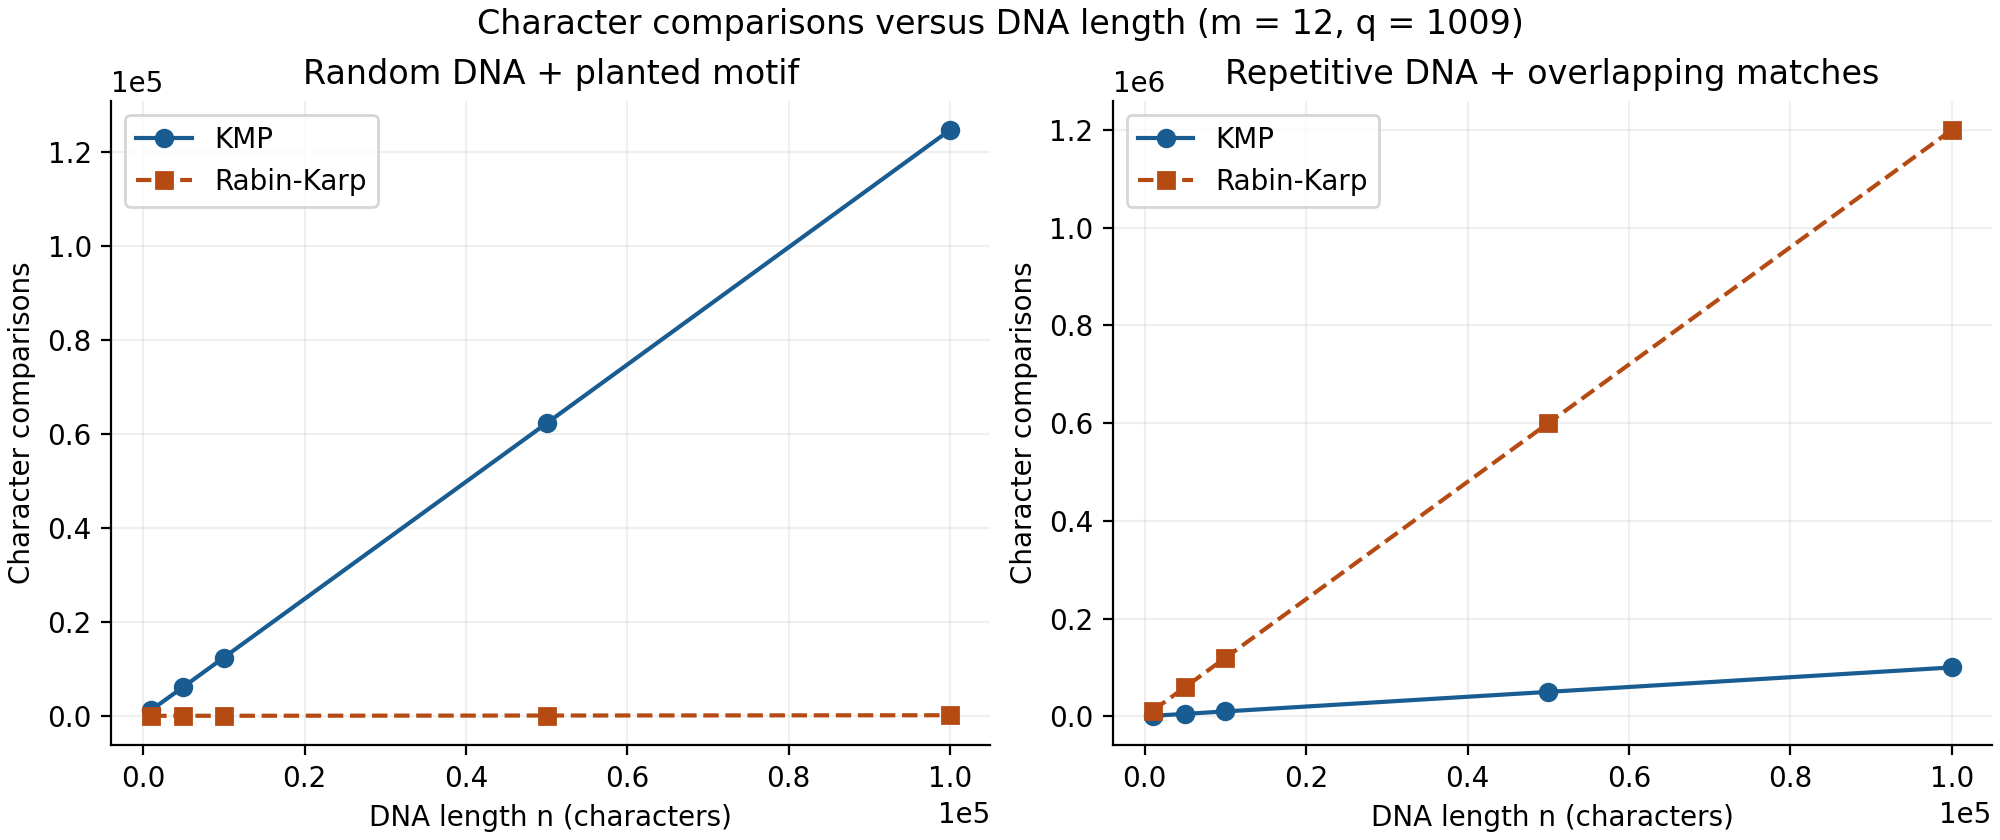 Character comparisons versus DNA length (m = 12, q = 1009)
Random DNA + planted motif
1e5
KMP
Rabin-Karp
1.2
1.0
0.8
0.6
0.4
0.2
0.0
Character comparisons
0.0 0.2 0.4 0.6 0.8 1.0
DNA length n (characters)
1e5
Repetitive DNA + overlapping matches
1e6
KMP
Rabin-Karp
1.2
1.0
0.8
0.6
0.4
0.2
0.0
Character comparisons
0.0 0.2 0.4 0.6 0.8 1.0
DNA length n (characters)
1e5